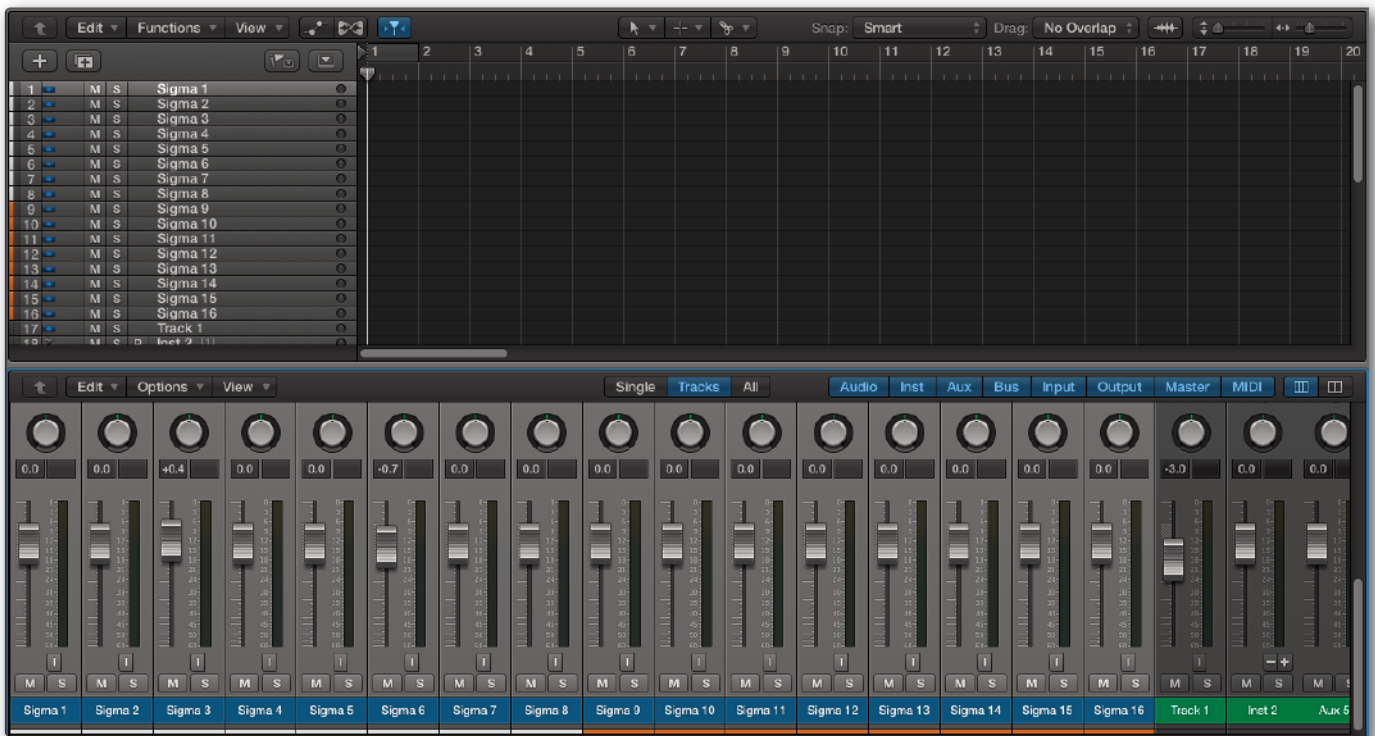 Edit Functions View Snap: Smart Drag: No Overlap
1 2 3 4 5 6 7 8 9 10 11 12 13 14 15 16 17 18 19 20
1 M S Sigma 1
2 M S Sigma 2
3 M S Sigma 3
4 M S Sigma 4
5 M S Sigma 5
6 M S Sigma 6
7 M S Sigma 7
8 M S Sigma 8
9 M S Sigma 9
10 M S Sigma 10
11 M S Sigma 11
12 M S Sigma 12
13 M S Sigma 13
14 M S Sigma 14
15 M S Sigma 15
16 M S Sigma 16
17 M S Track 1
18 M S R Inst 2 [1]
Edit Options View Single Tracks All Audio Inst Aux Bus Input Output Master MIDI
0.0 0.0 +0.4 0.0 0.0 -0.7 0.0 0.0 0.0 0.0 0.0 0.0 0.0 0.0 0.0 0.0 -3.0 0.0 0.0
I I I I I I I I I I I I I I I I I
M S M S M S M S M S M S M S M S M S M S M S M S M S M S M S M S M S M S M S
Sigma 1 Sigma 2 Sigma 3 Sigma 4 Sigma 5 Sigma 6 Sigma 7 Sigma 8 Sigma 9 Sigma 10 Sigma 11 Sigma 12 Sigma 13 Sigma 14 Sigma 15 Sigma 16 Track 1 Inst 2 Aux 5